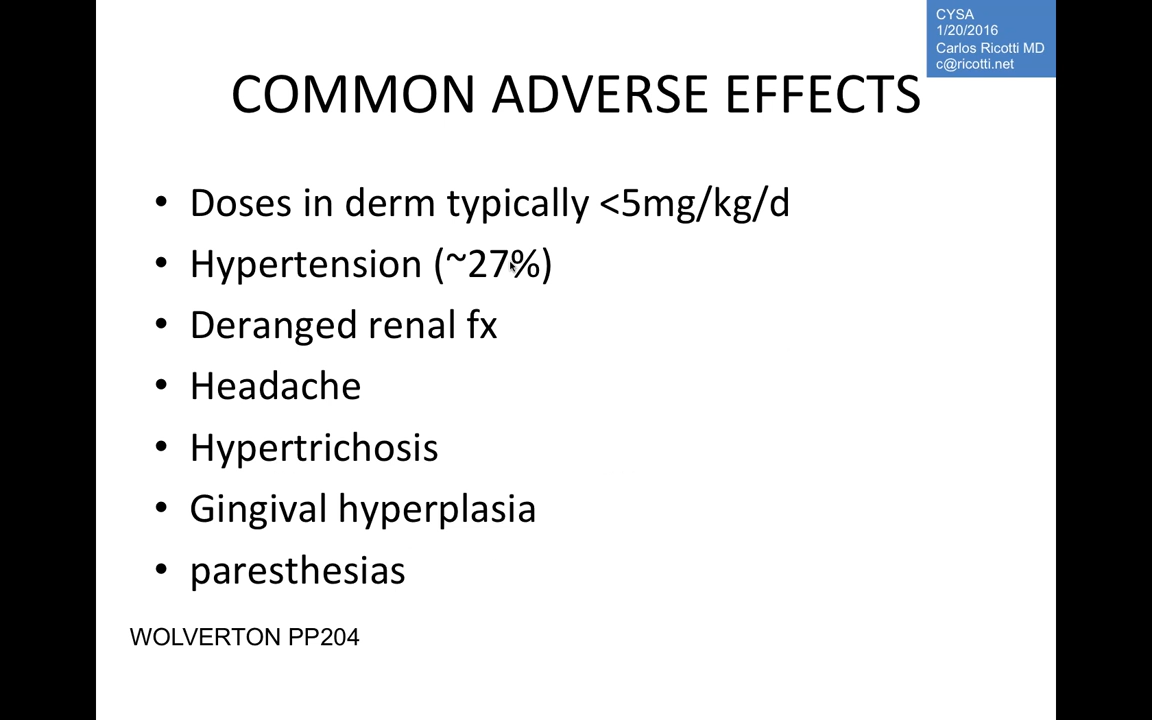 CYSA
1/20/2016
Carlos Ricotti MD
c@ricotti.net
COMMON ADVERSE EFFECTS
• Doses in derm typically <5mg/kg/d
• Hypertension (~27%)
• Deranged renal fx
• Headache
• Hypertrichosis
• Gingival hyperplasia
• paresthesias
WOLVERTON PP204